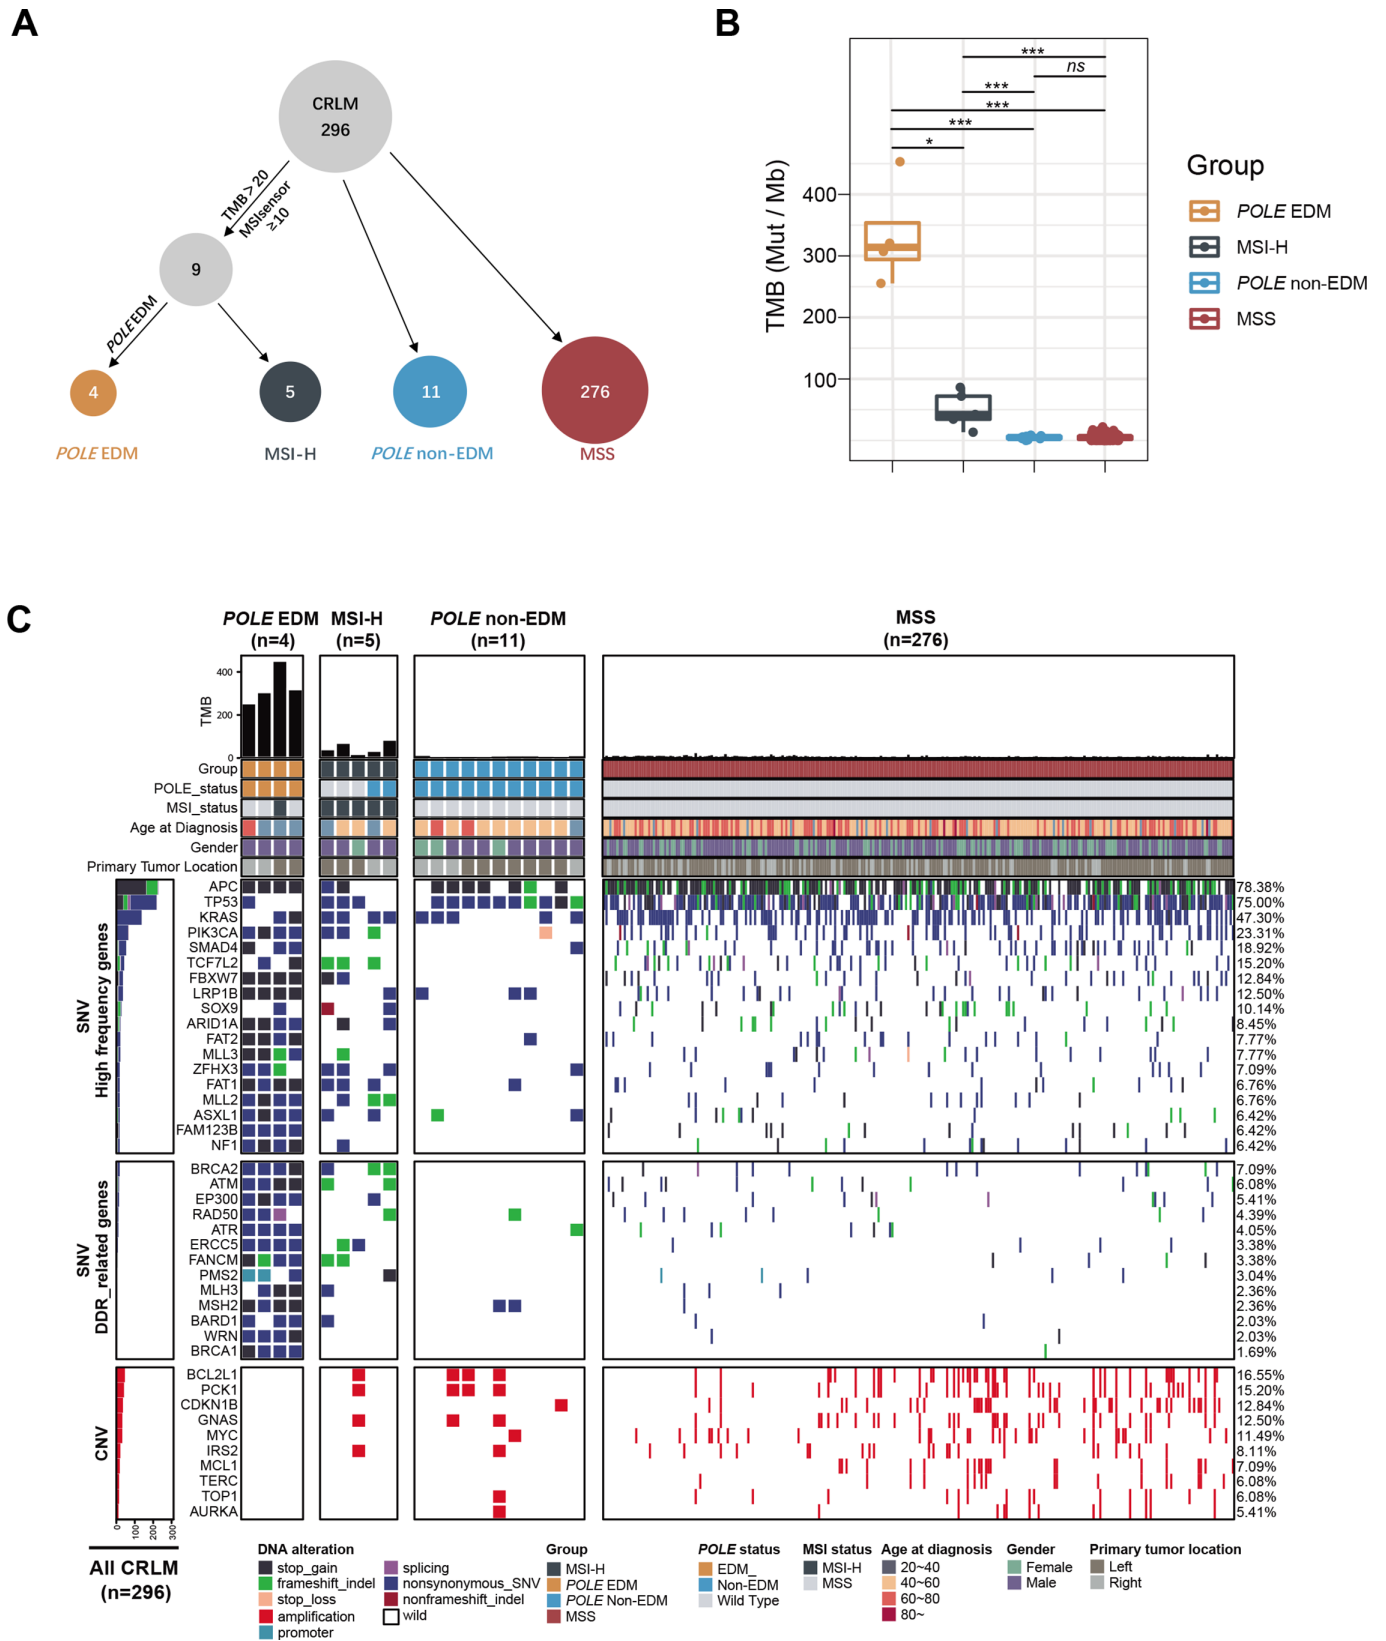 A
CRLM
296
TMB > 20
MSIsensor
≥10
9
POLE EDM
4
5
11
276
POLE EDM
MSI-H
POLE non-EDM
MSS
B
***
ns
***
***
***
*
TMB (Mut / Mb)
400
300
200
100
Group
POLE EDM
MSI-H
POLE non-EDM
MSS
C
POLE EDM
(n=4)
MSI-H
(n=5)
POLE non-EDM
(n=11)
MSS
(n=276)
TMB
400
200
0
Group
POLE_status
MSI_status
Age at Diagnosis
Gender
Primary Tumor Location
SNV
High frequency genes
APC 78.38%
TP53 75.00%
KRAS 47.30%
PIK3CA 23.31%
SMAD4 18.92%
TCF7L2 15.20%
FBXW7 12.84%
LRP1B 12.50%
SOX9 10.14%
ARID1A 8.45%
FAT2 7.77%
MLL3 7.77%
ZFHX3 7.09%
FAT1 6.76%
MLL2 6.76%
ASXL1 6.42%
FAM123B 6.42%
NF1 6.42%
SNV
DDR_related genes
BRCA2 7.09%
ATM 6.08%
EP300 5.41%
RAD50 4.39%
ATR 4.05%
ERCC5 3.38%
FANCM 3.38%
PMS2 3.04%
MLH3 2.36%
MSH2 2.36%
BARD1 2.03%
WRN 2.03%
BRCA1 1.69%
CNV
BCL2L1 16.55%
PCK1 15.20%
CDKN1B 12.84%
GNAS 12.50%
MYC 11.49%
IRS2 8.11%
MCL1 7.09%
TERC 6.08%
TOP1 6.08%
AURKA 5.41%
0 100 200 300
All CRLM
(n=296)
DNA alteration
stop_gain
frameshift_indel
stop_loss
amplification
promoter
splicing
nonsynonymous_SNV
nonframeshift_indel
wild
Group
MSI-H
POLE EDM
POLE Non-EDM
MSS
POLE status
EDM_
Non-EDM
Wild Type
MSI status
MSI-H
MSS
Age at diagnosis
20~40
40~60
60~80
80~
Gender
Female
Male
Primary tumor location
Left
Right